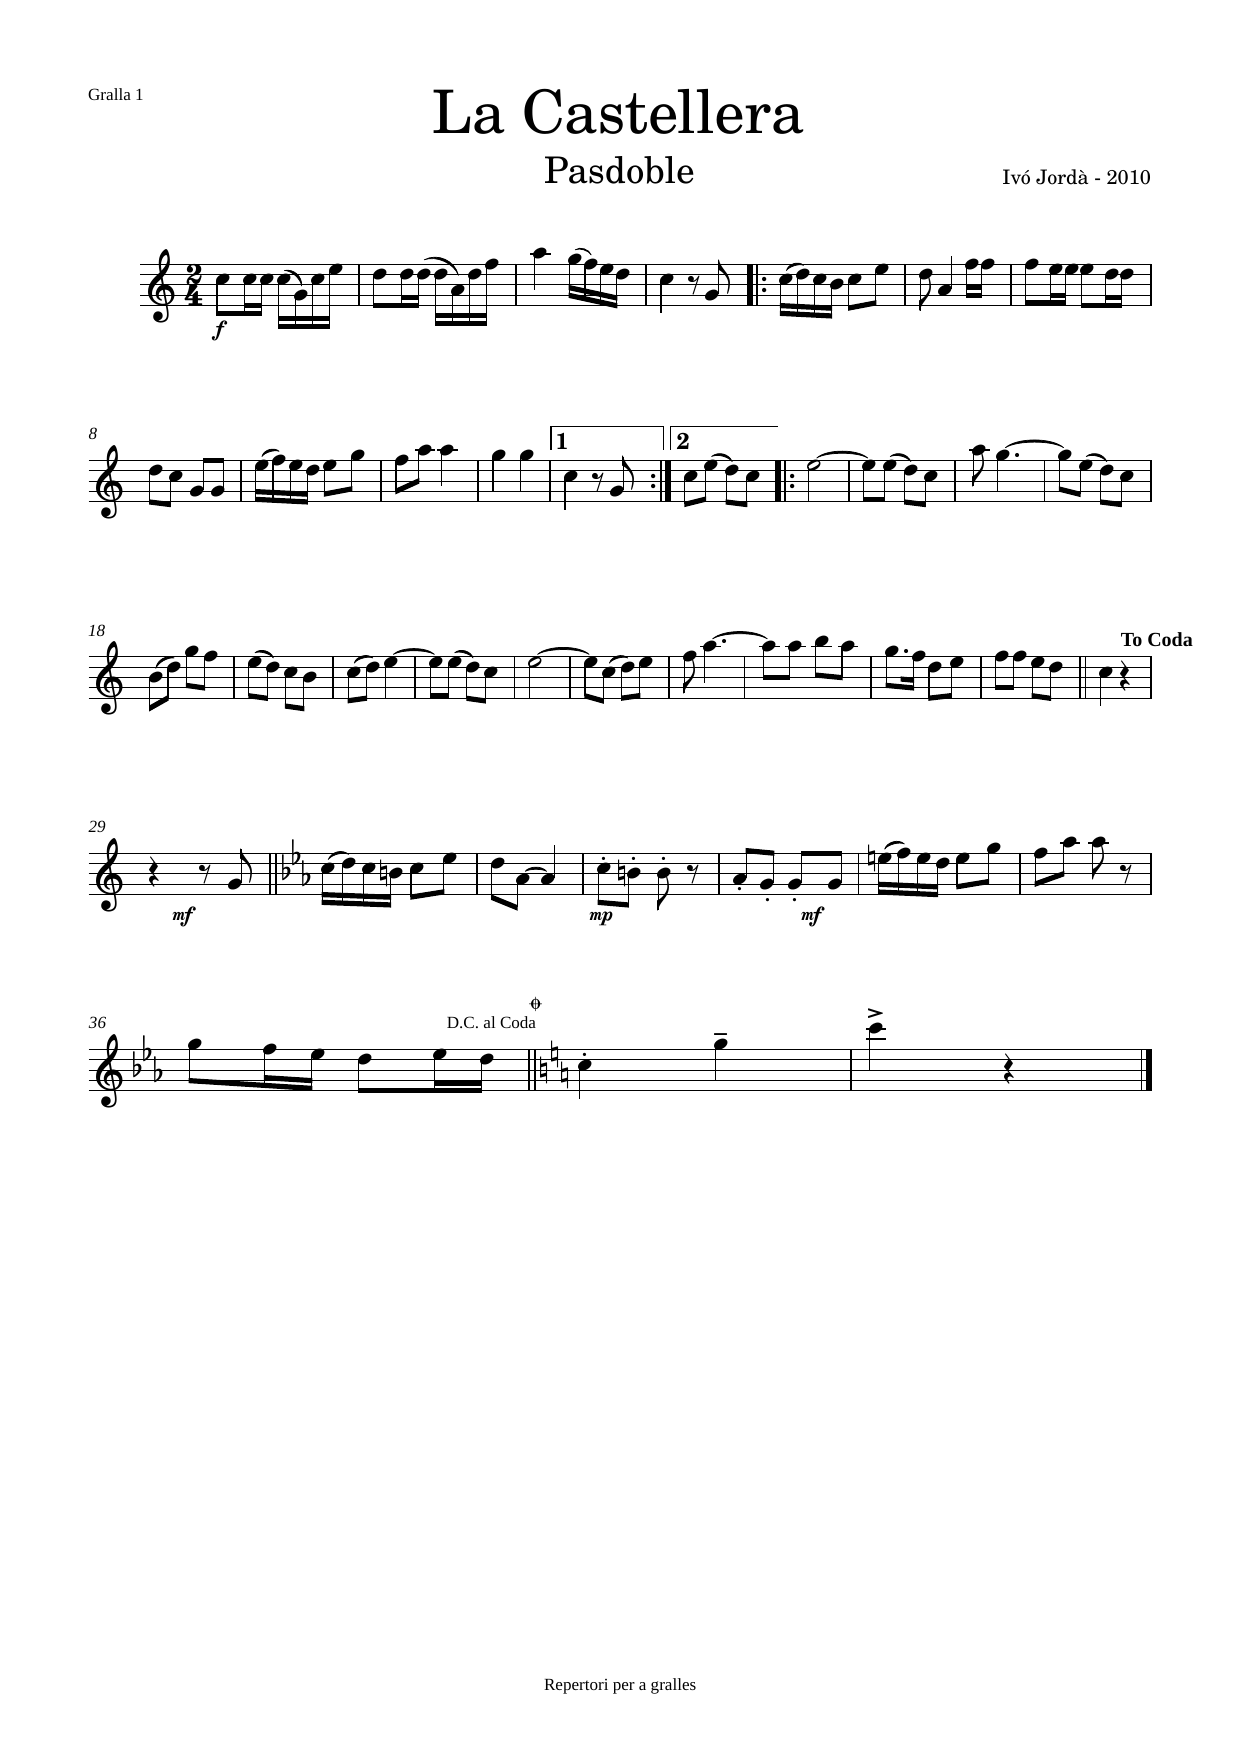 Gralla 1
La Castellera
Pasdoble
Ivó Jordà - 2010
2
4
f
8
1
2
18
To Coda
29
mf
mp
mf
36
D.C. al Coda
Repertori per a gralles